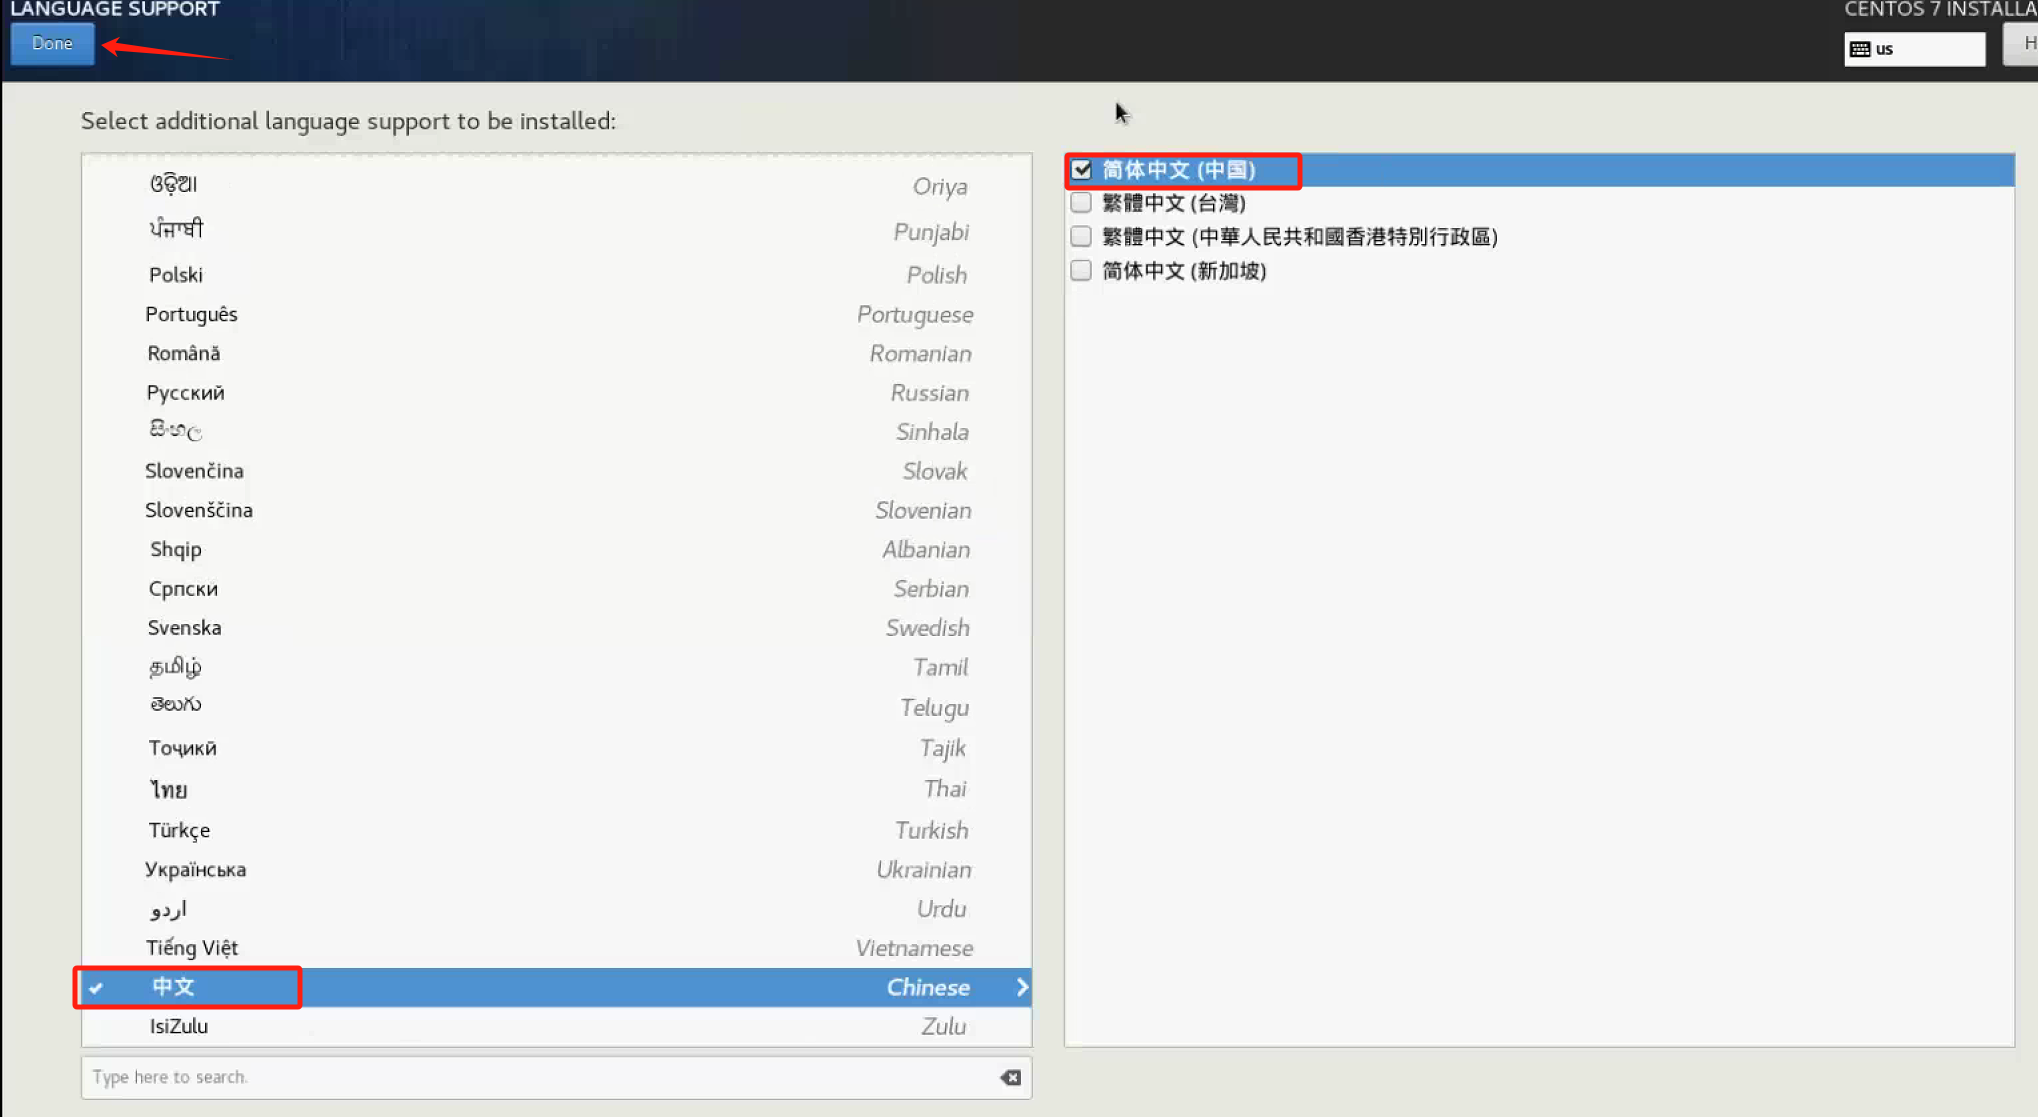 LANGUAGE SUPPORT
CENTOS 7 INSTALLA
Done
us
H
Select additional language support to be installed:
ଓଡ଼ିଆ Oriya
ਪੰਜਾਬੀ Punjabi
Polski Polish
Português Portuguese
Română Romanian
Русский Russian
සිංහල Sinhala
Slovenčina Slovak
Slovenščina Slovenian
Shqip Albanian
Српски Serbian
Svenska Swedish
தமிழ் Tamil
తెలుగు Telugu
Тоҷикӣ Tajik
ไทย Thai
Türkçe Turkish
Українська Ukrainian
اردو Urdu
Tiếng Việt Vietnamese
中文 Chinese
IsiZulu Zulu
Type here to search.
简体中文 (中国)
繁體中文 (台灣)
繁體中文 (中華人民共和國香港特別行政區)
简体中文 (新加坡)